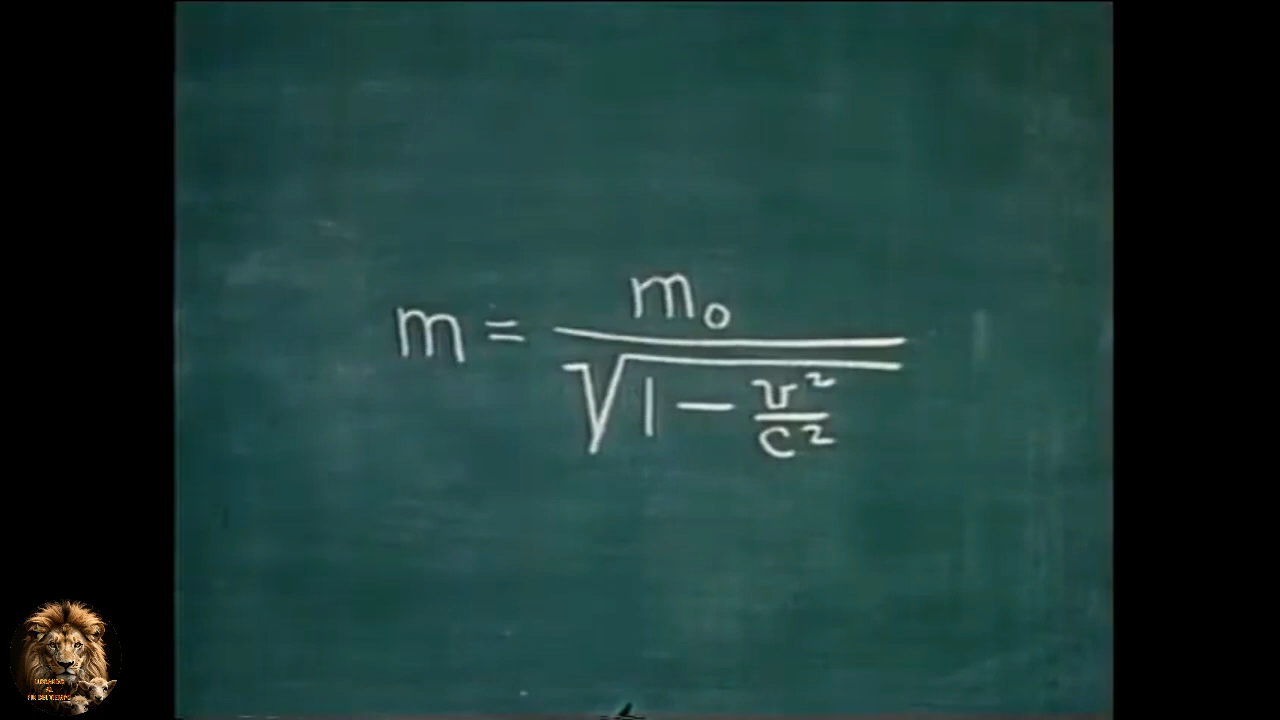 m = m₀ / √(1 − v²/c²)